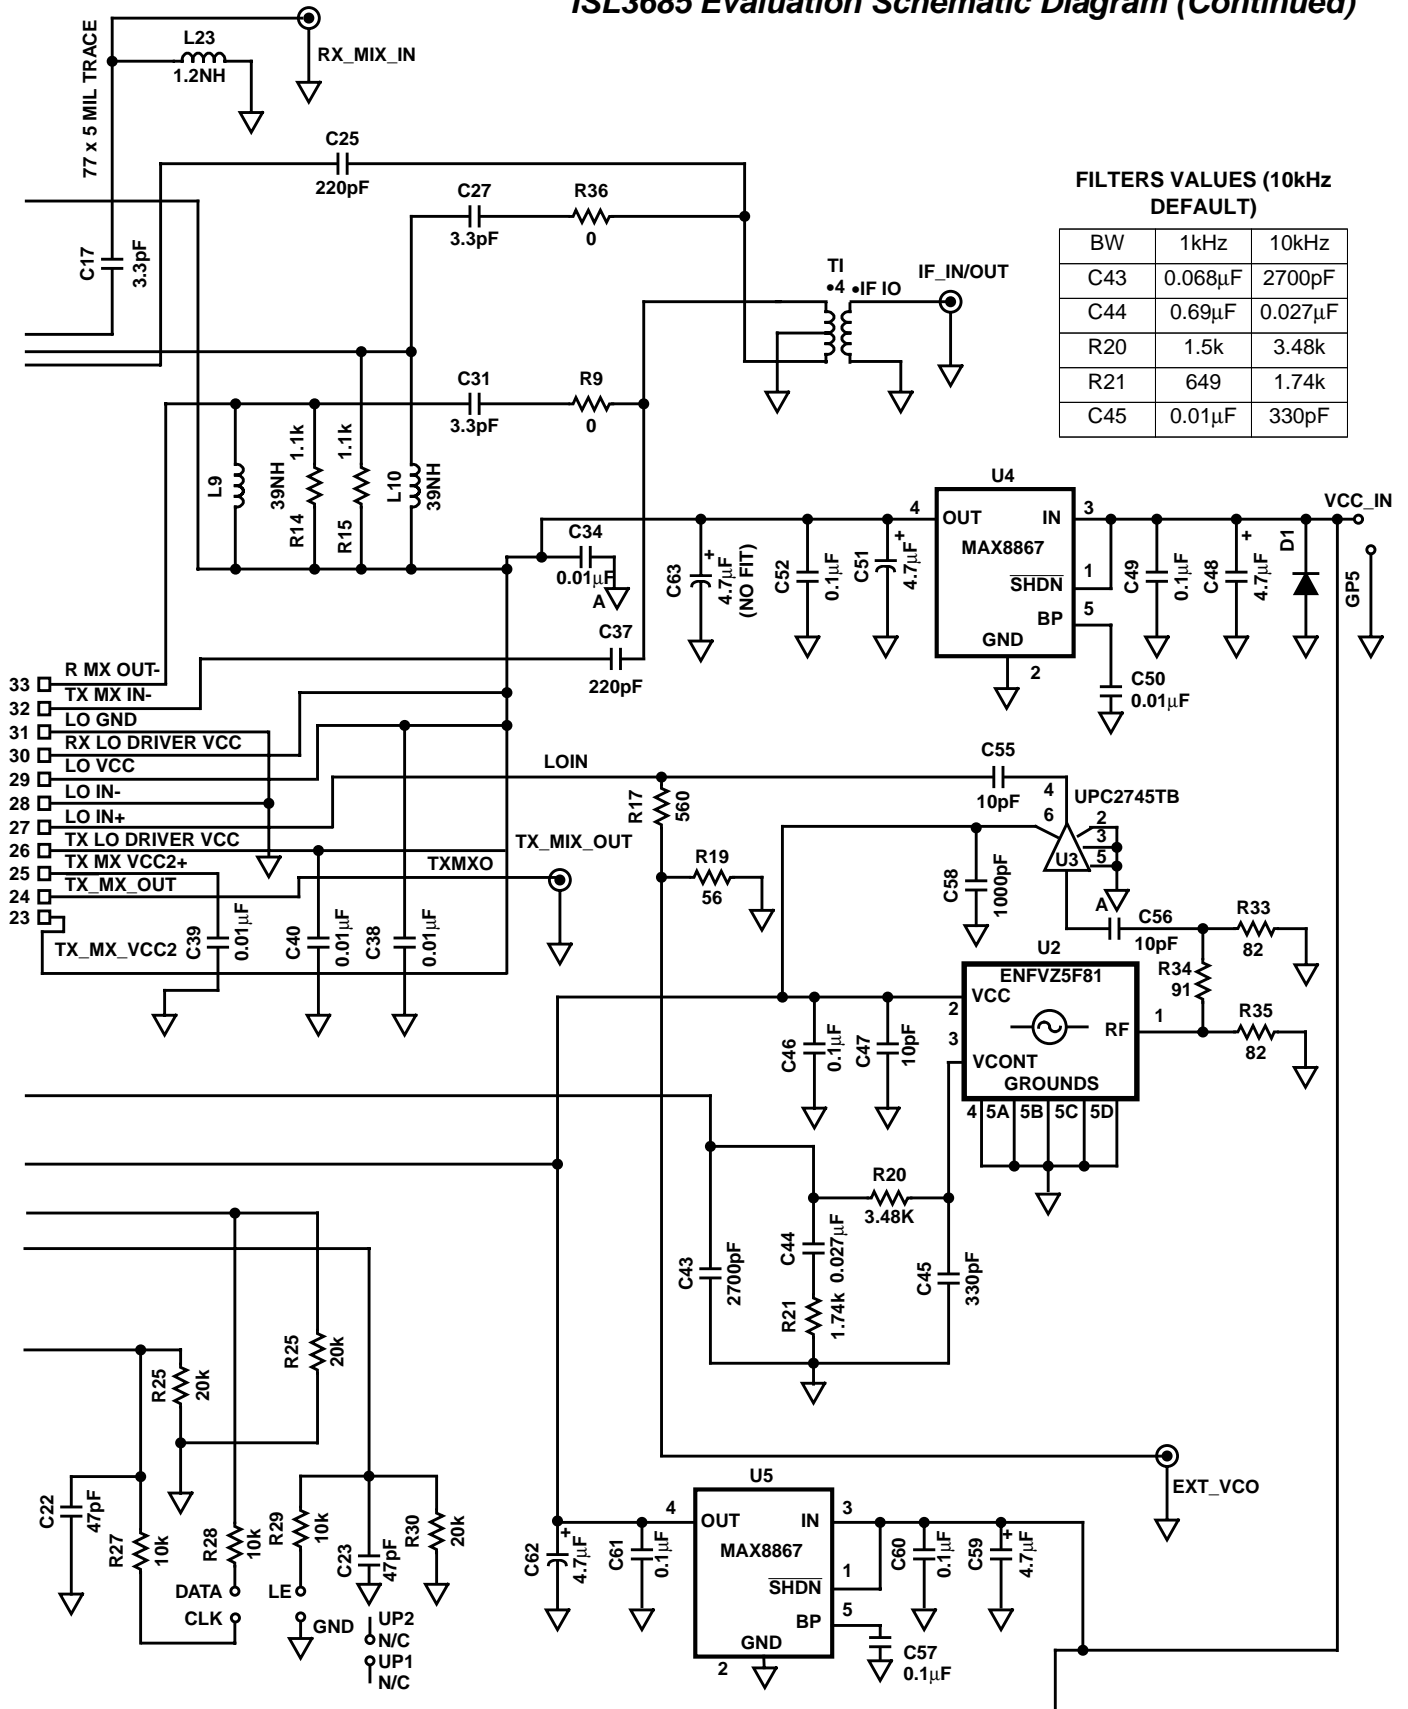 ISL3685 Evaluation Schematic Diagram (Continued)
77 x 5 MIL TRACE
L23
1.2NH
RX_MIX_IN
C25
220pF
C27
3.3pF
R36
0
C17
3.3pF
TI
•4 •IF IO
IF_IN/OUT
FILTERS VALUES (10kHz
DEFAULT)
BW 1kHz 10kHz
C43 0.068μF 2700pF
C44 0.69μF 0.027μF
R20 1.5k 3.48k
R21 649 1.74k
C45 0.01μF 330pF
C31
3.3pF
R9
0
L9
39NH
R14
1.1k
R15
1.1k
L10
39NH
C34
0.01μF
A
C37
220pF
C63
4.7μF
(NO FIT)
+
C52
0.1μF
C51
4.7μF
+
U4
4
OUT
IN
3
MAX8867
SHDN
1
BP
5
GND
2
C50
0.01μF
C49
0.1μF
C48
4.7μF
+
D1
VCC_IN
GP5
33
R MX OUT-
32
TX MX IN-
31
LO GND
30
RX LO DRIVER VCC
29
LO VCC
28
LO IN-
27
LO IN+
26
TX LO DRIVER VCC
25
TX MX VCC2+
24
TX_MX_OUT
23
TX_MX_VCC2
C39
0.01μF
C40
0.01μF
C38
0.01μF
LOIN
TXMXO
TX_MIX_OUT
R17
560
R19
56
C55
10pF
4
6
UPC2745TB
2
3
5
U3
A
C58
1000pF
C56
10pF
R33
82
R34
91
R35
82
U2
ENFVZ5F81
VCC
2
3
VCONT
RF
1
GROUNDS
4 5A 5B 5C 5D
C46
0.1μF
C47
10pF
R20
3.48K
C43
2700pF
C44
0.027μF
R21
1.74k
C45
330pF
R25
20k
R25
20k
C22
47pF
R27
10k
R28
10k
R29
10k
C23
47pF
R30
20k
DATA
CLK
LE
GND
UP2
N/C
UP1
N/C
EXT_VCO
U5
4
OUT
IN
3
MAX8867
SHDN
1
BP
5
GND
2
C62
4.7μF
+
C61
0.1μF
C60
0.1μF
C59
4.7μF
+
C57
0.1μF